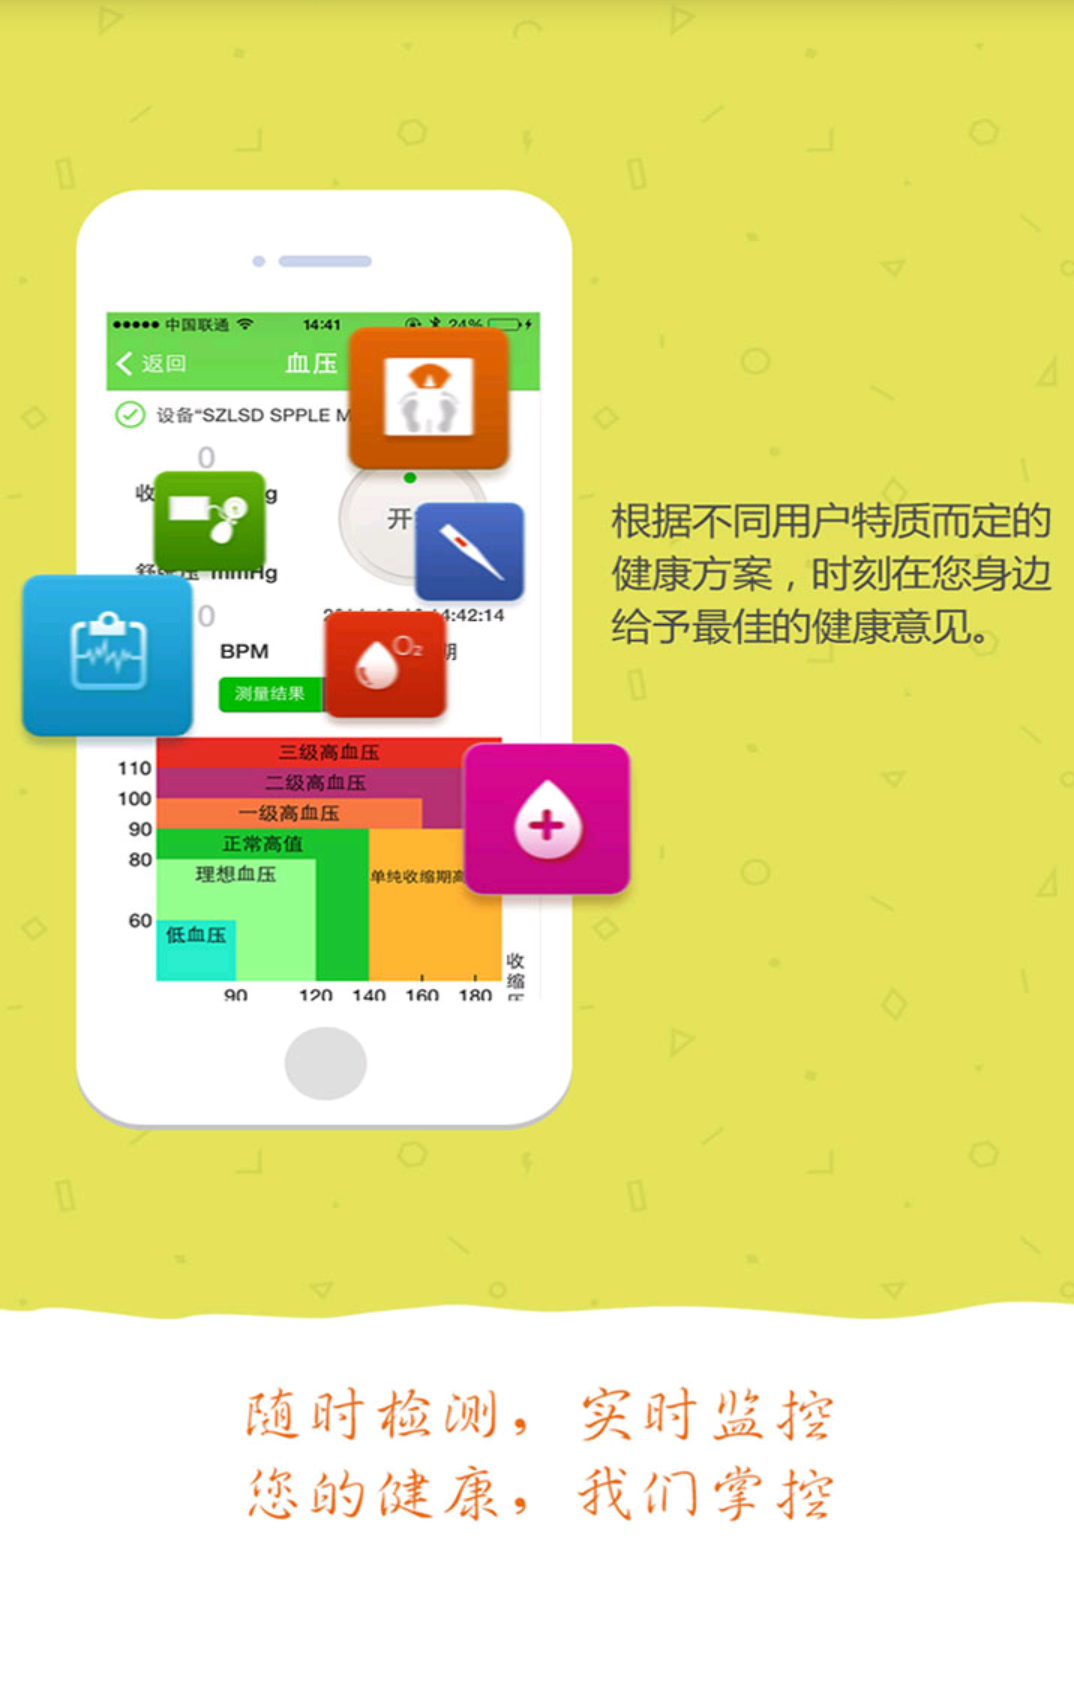 中国联通 14:41 24%
返回 血压
设备“SZLSD SPPLE M
0
收 g
开
mmHg
0 4:42:14
BPM 期
测量结果
根据不同用户特质而定的
健康方案，时刻在您身边
给予最佳的健康意见。
O₂
三级高血压
110
二级高血压
100
一级高血压
90
正常高值
80
理想血压
单纯收缩期高
60
低血压
收
缩
90 120 140 160 180
随时检测，实时监控
您的健康，我们掌控